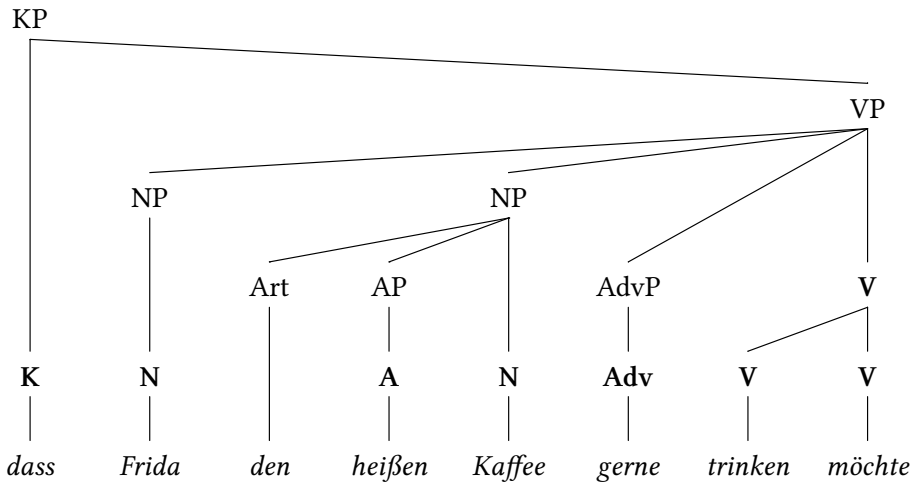 KP
VP
NP NP
Art AP AdvP V
K N A N Adv V V
dass Frida den heißen Kaffee gerne trinken möchte